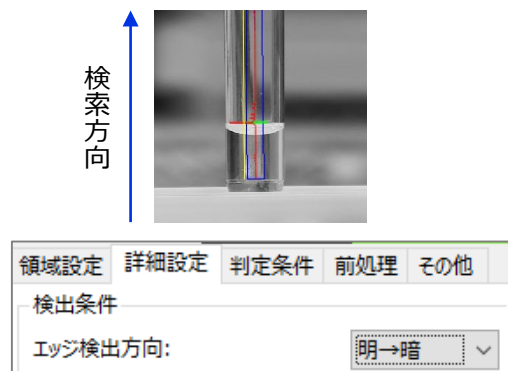 検索方向
領域設定 詳細設定 判定条件 前処理 その他
検出条件
エッジ検出方向: 明→暗